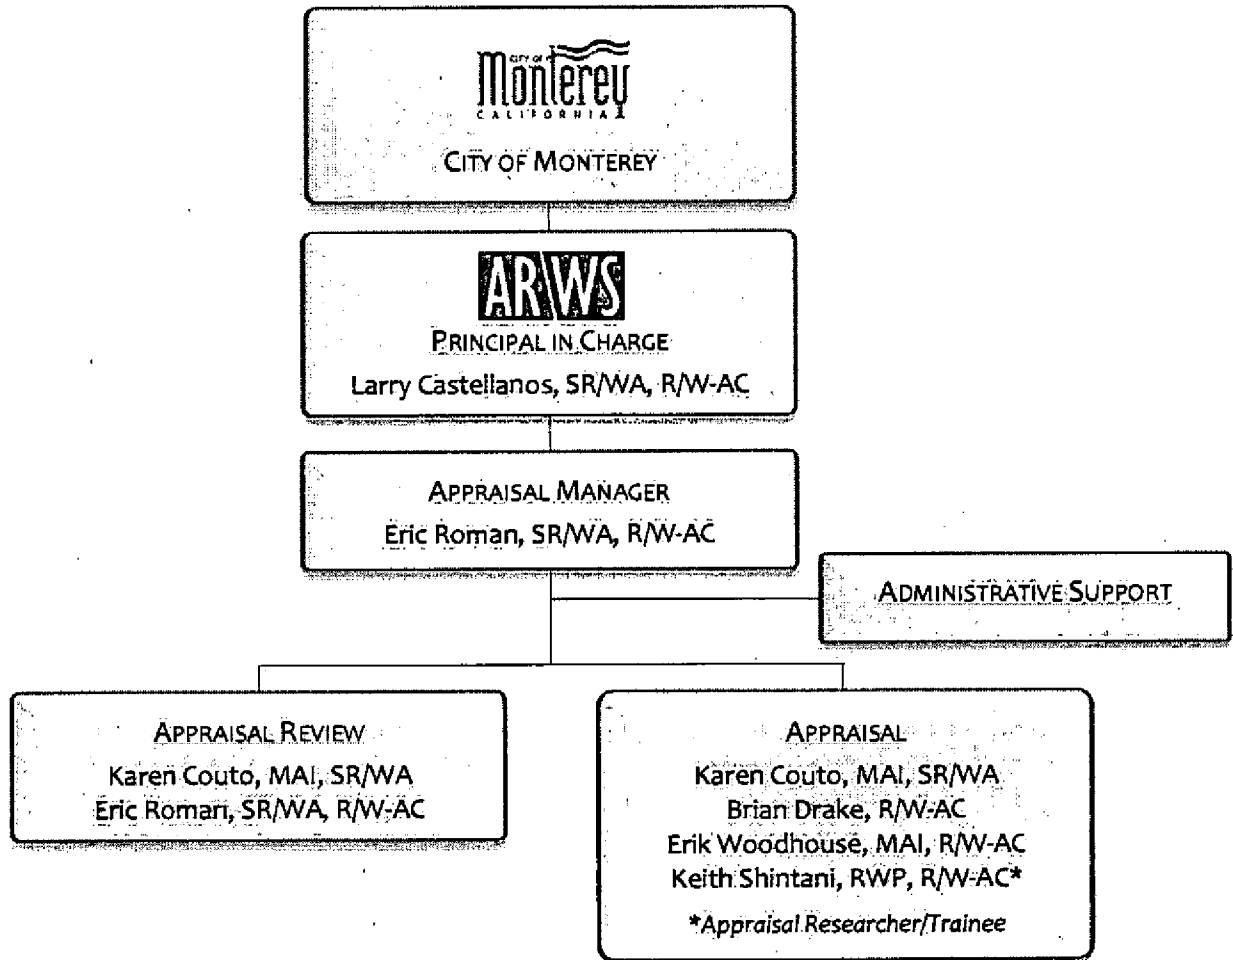 CITY OF
Monterey
CALIFORNIA
CITY OF MONTEREY
ARWS
PRINCIPAL IN CHARGE
Larry Castellanos, SR/WA, R/W-AC
APPRAISAL MANAGER
Eric Roman, SR/WA, R/W-AC
ADMINISTRATIVE SUPPORT
APPRAISAL REVIEW
Karen Couto, MAI, SR/WA
Eric Roman, SR/WA, R/W-AC
APPRAISAL
Karen Couto, MAI, SR/WA
Brian Drake, R/W-AC
Erik Woodhouse, MAI, R/W-AC
Keith Shintani, RWP, R/W-AC*
*Appraisal Researcher/Trainee